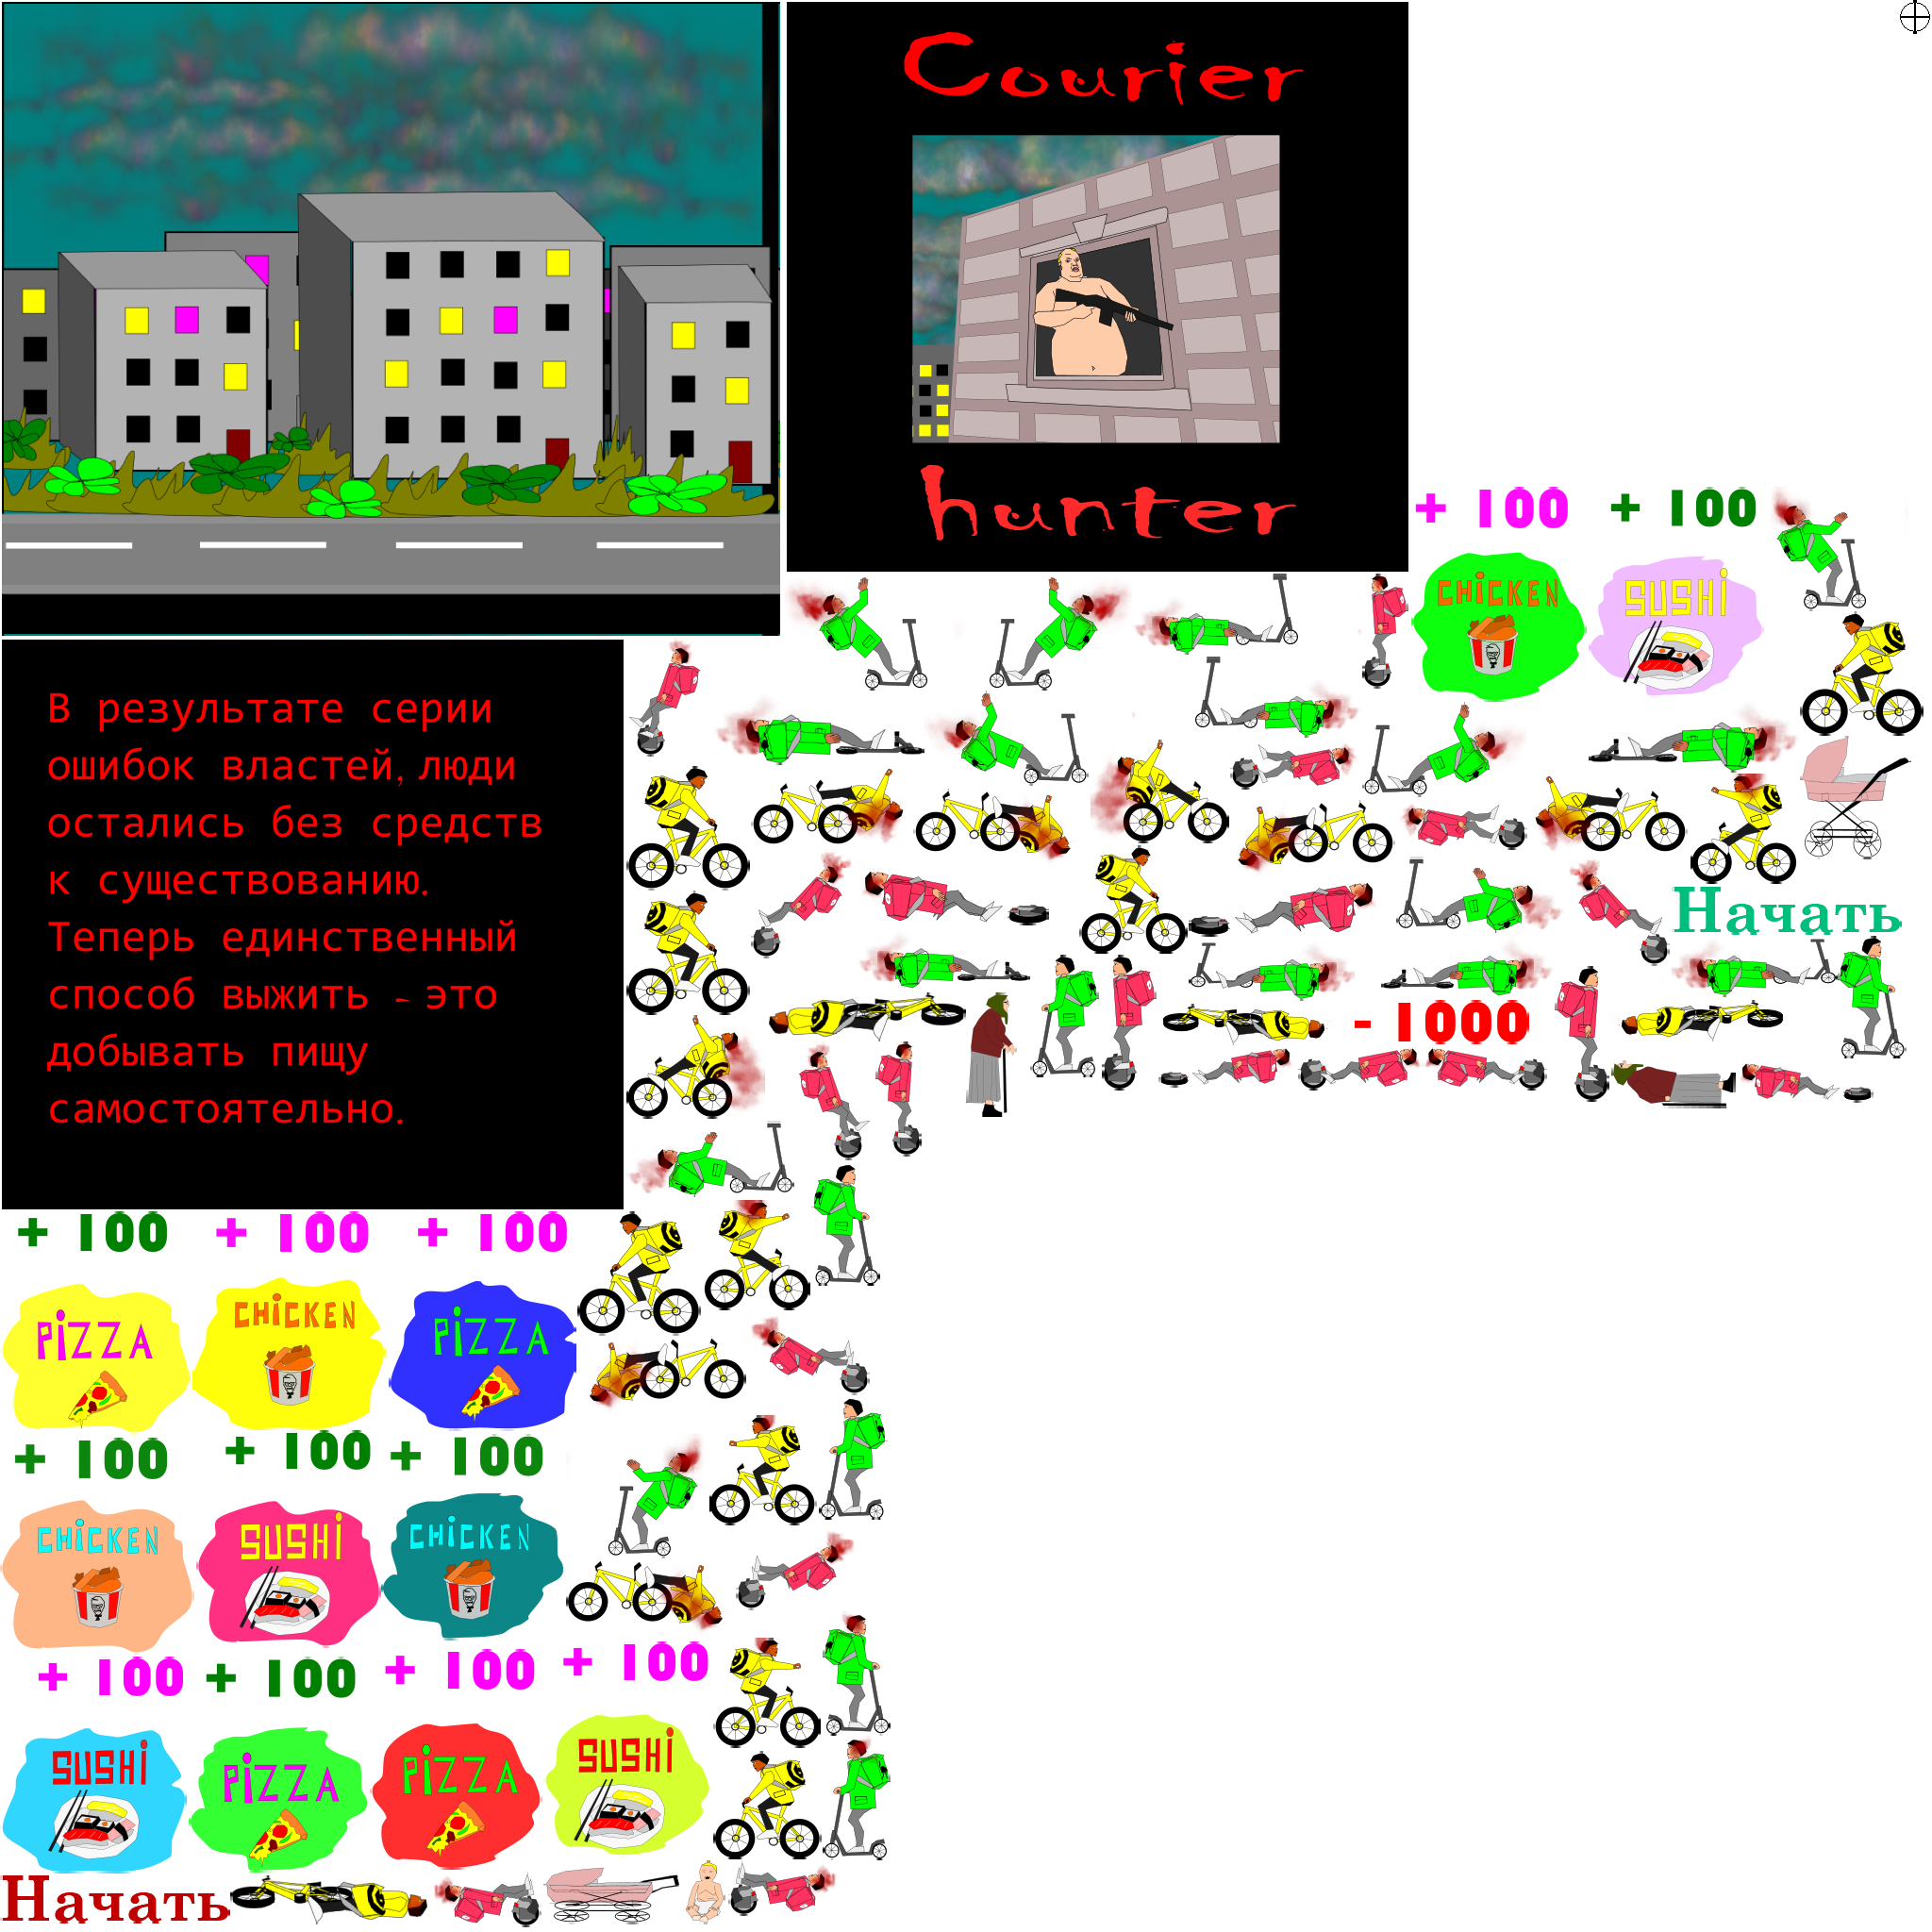 Courier
hunter
+ 100
+ 100
CHiCKEN
SUSHi
В результате серии
ошибок властей, люди
остались без средств
к существованию.
Теперь единственный
способ выжить - это
добывать пищу
самостоятельно.
Начать
- 1000
+ 100
+ 100
+ 100
PiZZA
CHiCKEN
PiZZA
+ 100
+ 100
+ 100
CHiCKEN
SUSHi
CHiCKEN
+ 100
+ 100
+ 100
+ 100
SUSHi
PiZZA
PiZZA
SUSHi
Начать